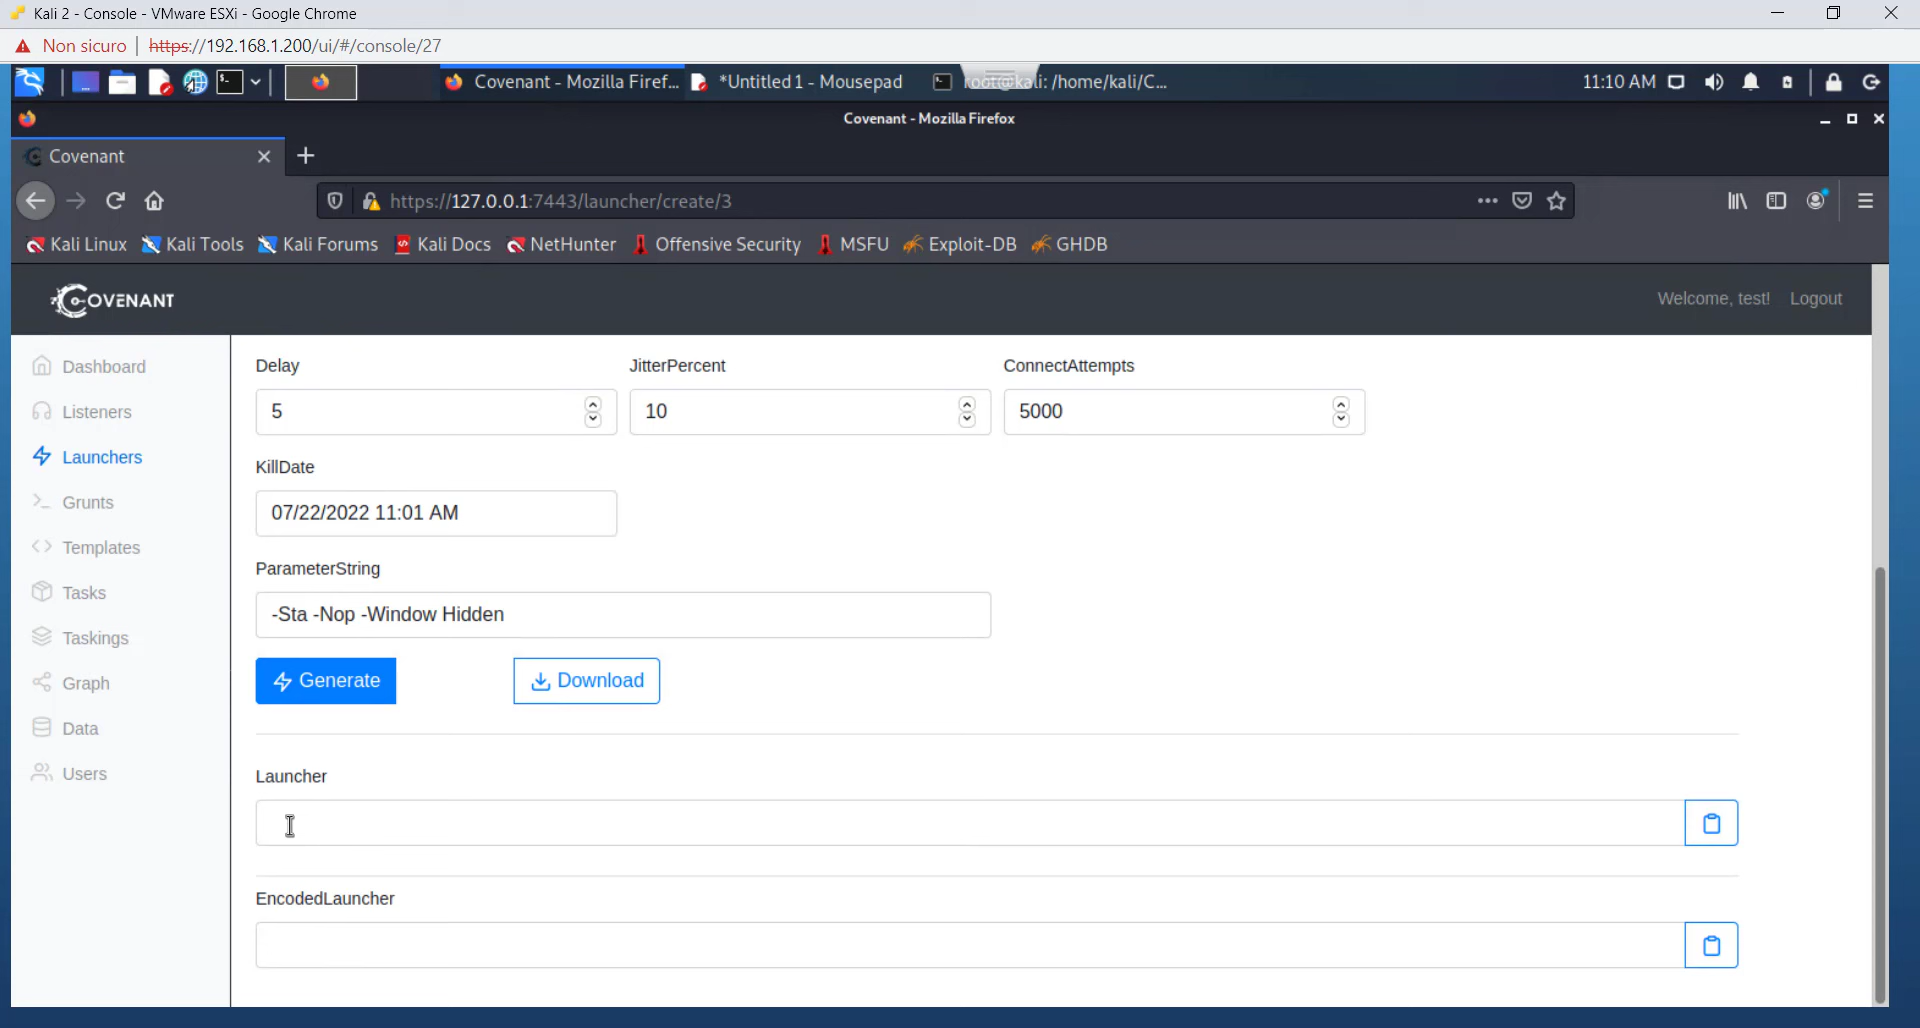 Kali 2 - Console - VMware ESXi - Google Chrome
Non sicuro | https://192.168.1.200/ui/#/console/27
Covenant - Mozilla Firef... *Untitled 1 - Mousepad root@kali: /home/kali/C... 11:10 AM
Covenant - Mozilla Firefox
Covenant
https://127.0.0.1:7443/launcher/create/3
Kali Linux Kali Tools Kali Forums Kali Docs NetHunter Offensive Security MSFU Exploit-DB GHDB
COVENANT Welcome, test! Logout
Dashboard
Listeners
Launchers
Grunts
Templates
Tasks
Taskings
Graph
Data
Users
Delay JitterPercent ConnectAttempts
5 10 5000
KillDate
07/22/2022 11:01 AM
ParameterString
-Sta -Nop -Window Hidden
Generate Download
Launcher
EncodedLauncher